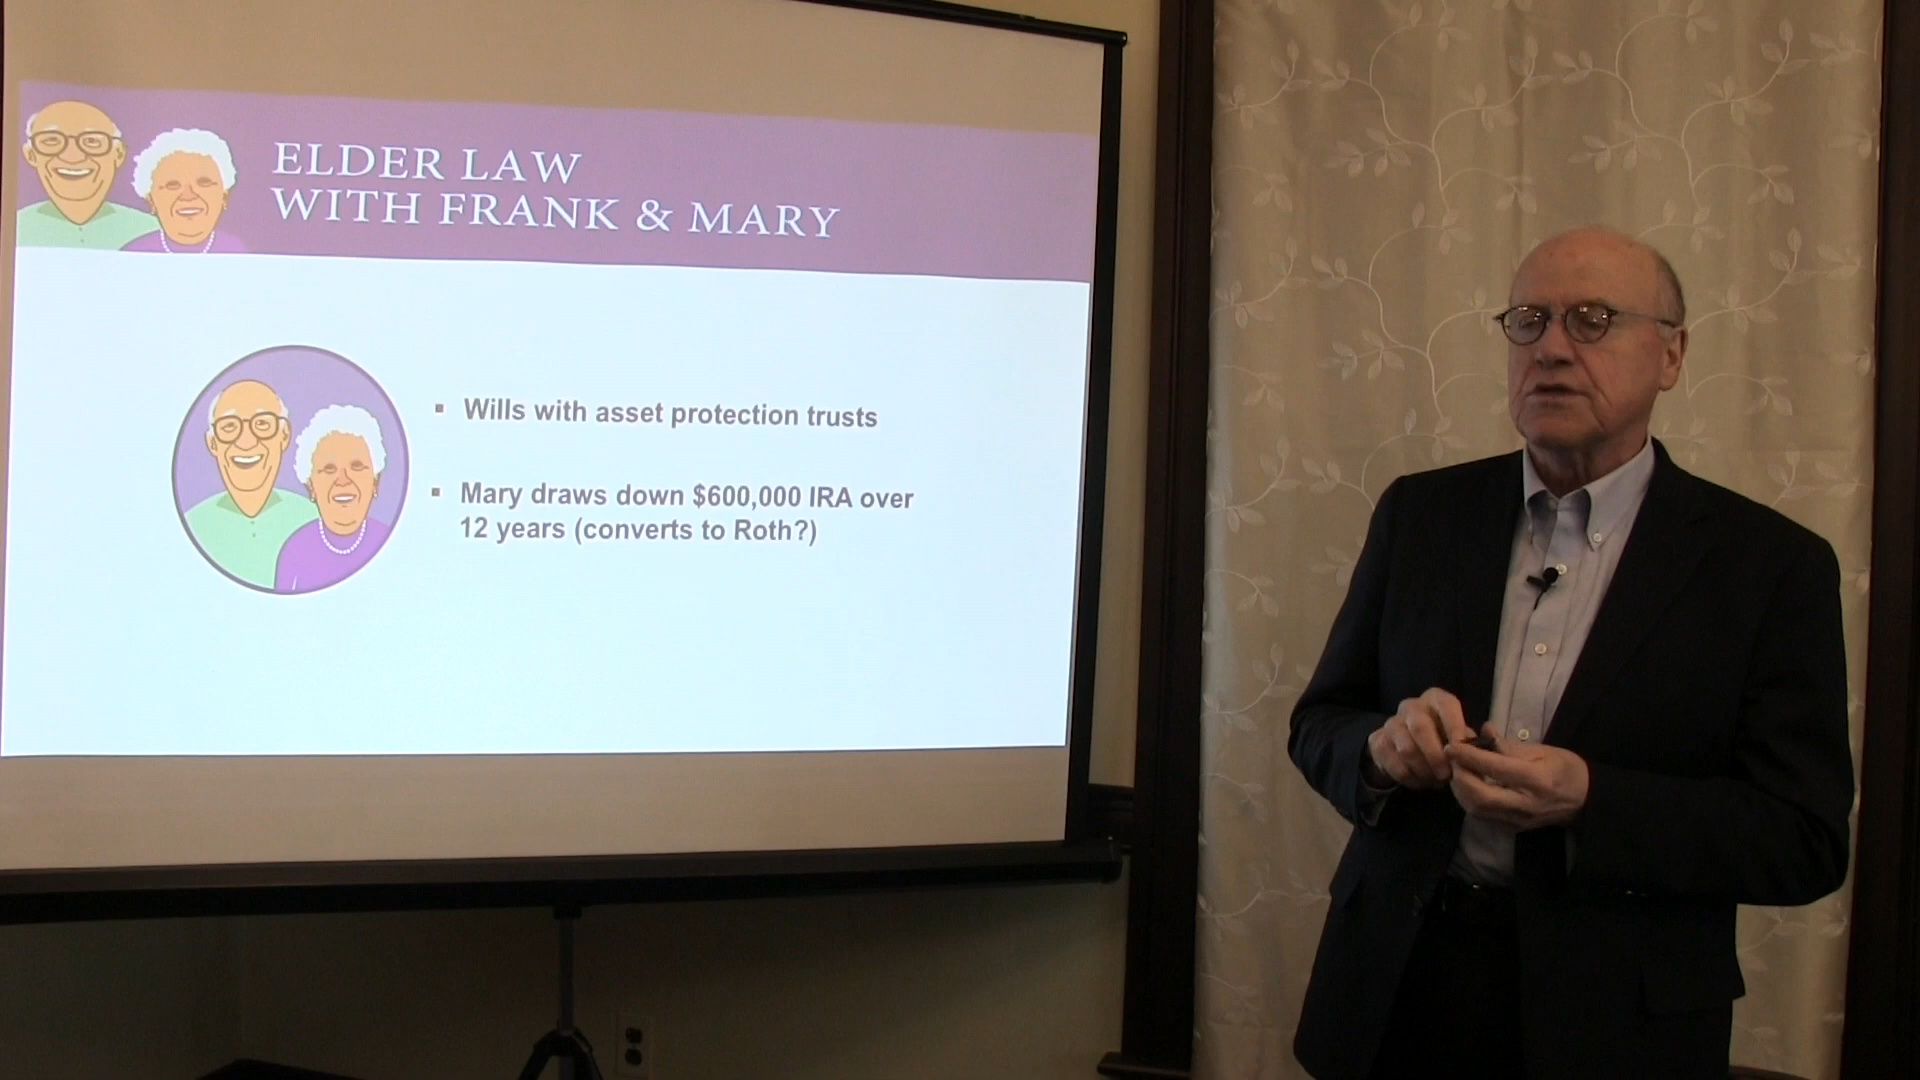 ELDER LAW
WITH FRANK & MARY
▪ Wills with asset protection trusts
▪ Mary draws down $600,000 IRA over
12 years (converts to Roth?)